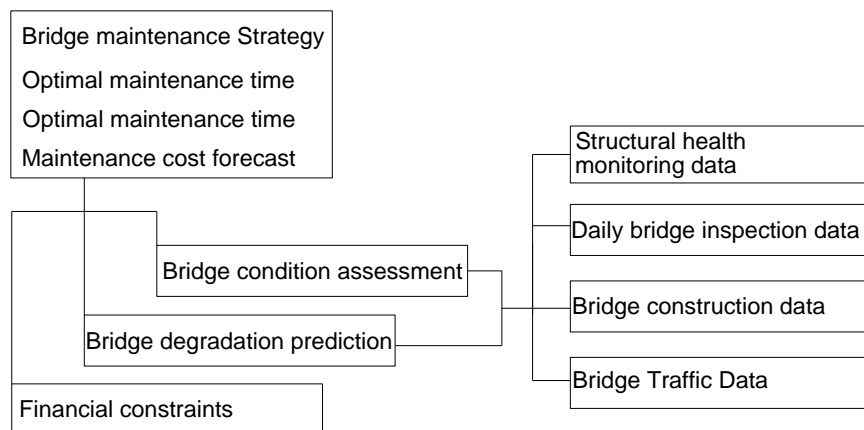 Bridge maintenance Strategy
Optimal maintenance time
Optimal maintenance time
Maintenance cost forecast
Structural health
monitoring data
Daily bridge inspection data
Bridge condition assessment
Bridge construction data
Bridge degradation prediction
Bridge Traffic Data
Financial constraints